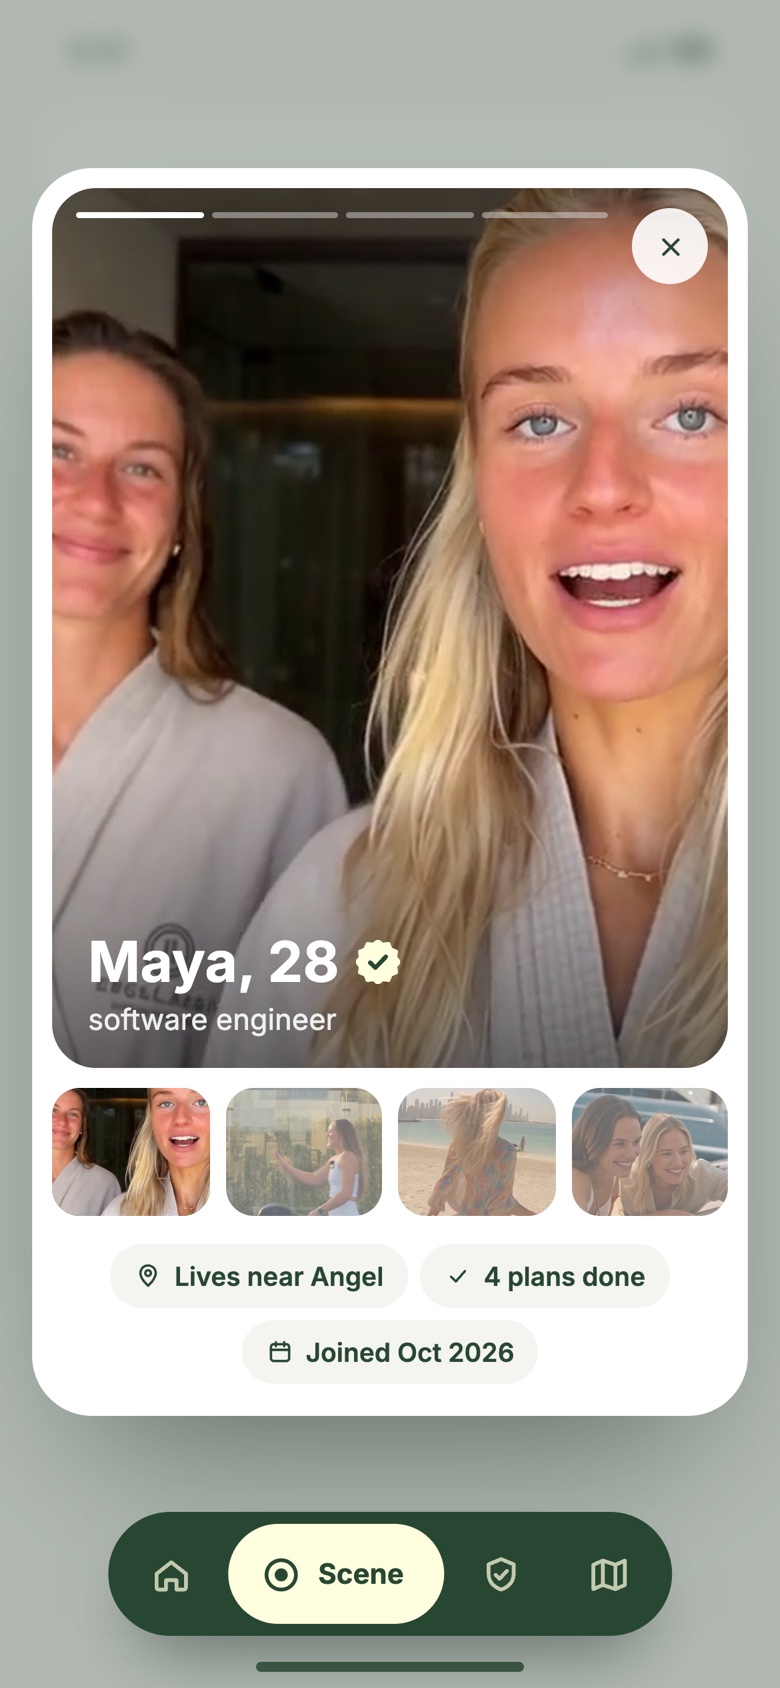 Maya, 28
software engineer
Lives near Angel
4 plans done
Joined Oct 2026
Scene